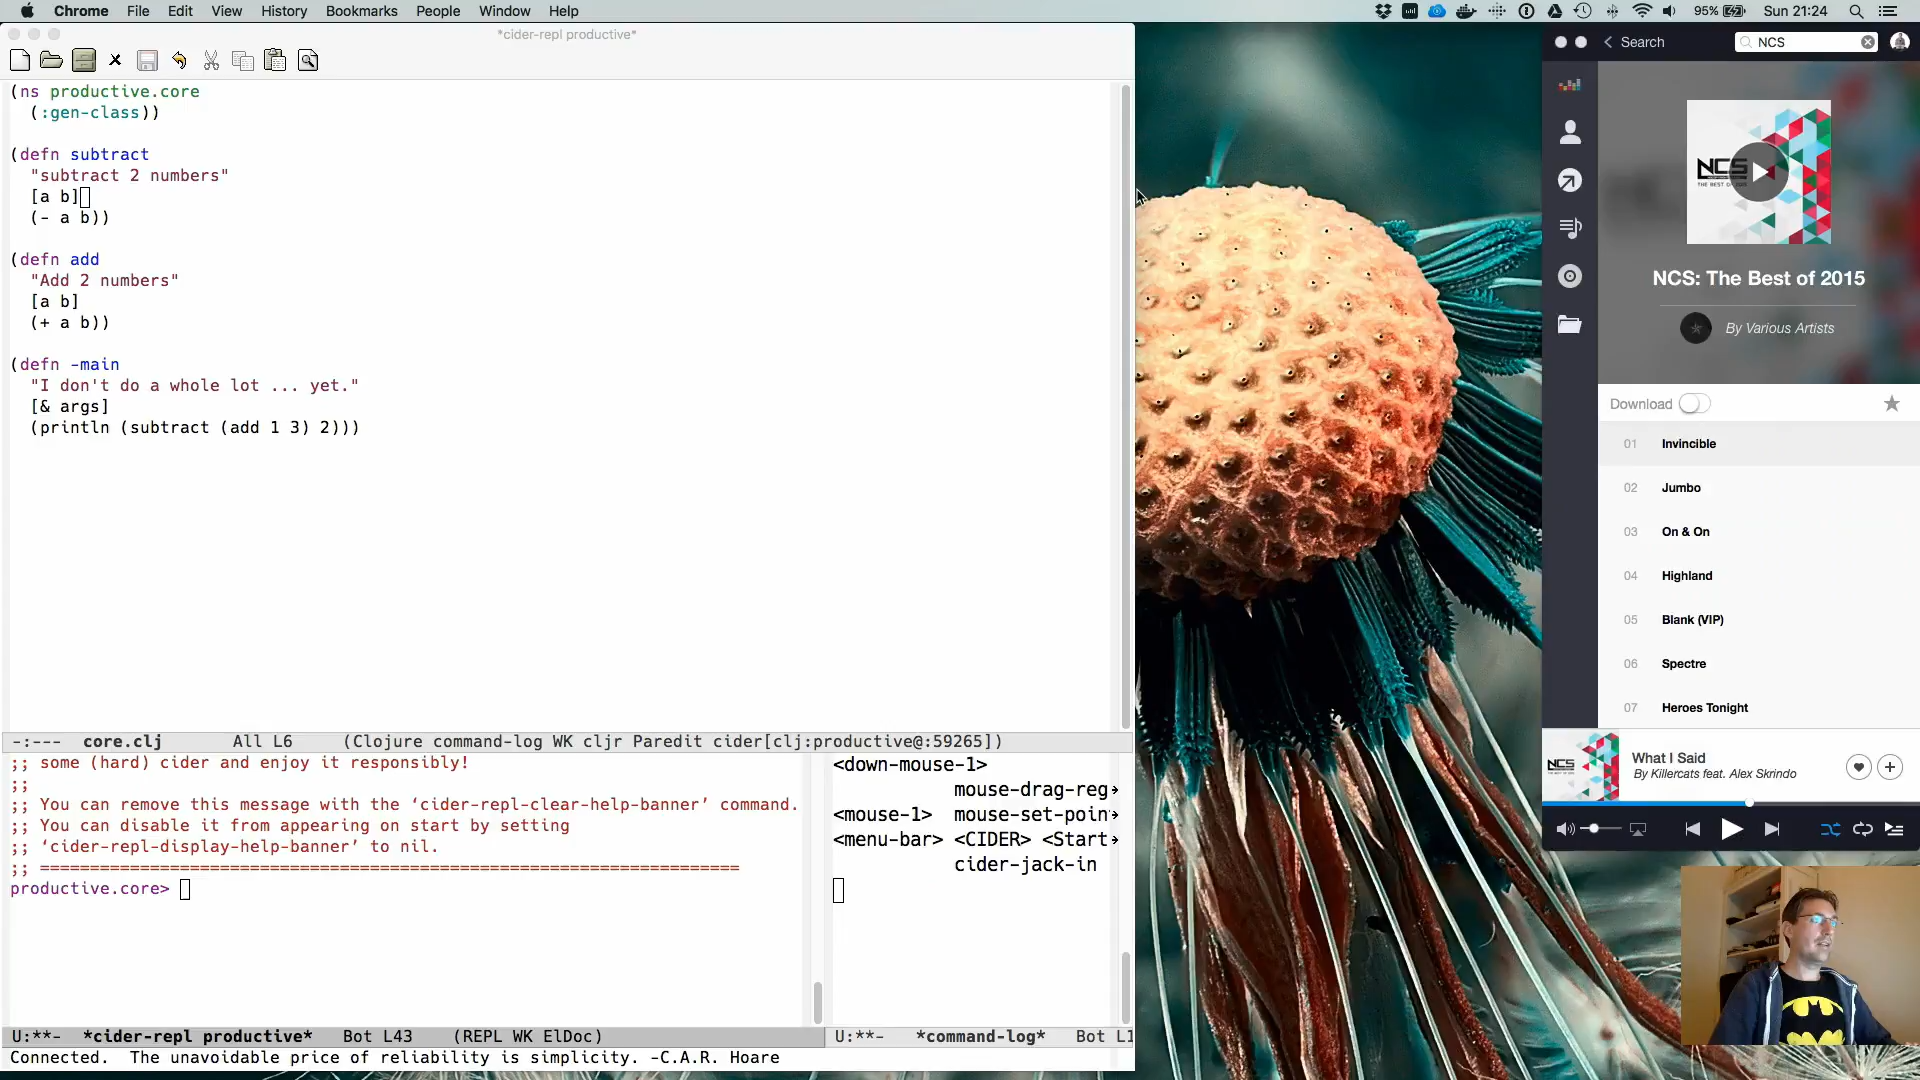 Chrome File Edit View History Bookmarks People Window Help
95% Sun 21:24
*cider-repl productive*
(ns productive.core
(:gen-class))
(defn subtract
"subtract 2 numbers"
[a b]
(- a b))
(defn add
"Add 2 numbers"
[a b]
(+ a b))
(defn -main
"I don't do a whole lot ... yet."
[& args]
(println (subtract (add 1 3) 2)))
-:--- core.clj All L6 (Clojure command-log WK cljr Paredit cider[clj:productive@:59265])
;; some (hard) cider and enjoy it responsibly!
;;
;; You can remove this message with the ‘cider-repl-clear-help-banner’ command.
;; You can disable it from appearing on start by setting
;; ‘cider-repl-display-help-banner’ to nil.
;; ======================================================================
productive.core>
U:**- *cider-repl productive* Bot L43 (REPL WK ElDoc)
<down-mouse-1>
mouse-drag-reg
<mouse-1> mouse-set-poin
<menu-bar> <CIDER> <Start
cider-jack-in
U:**- *command-log* Bot L1
Connected. The unavoidable price of reliability is simplicity. -C.A.R. Hoare
Search
NCS
NCS
THE BEST OF 2015
NCS: The Best of 2015
By Various Artists
Download
01 Invincible
02 Jumbo
03 On & On
04 Highland
05 Blank (VIP)
06 Spectre
07 Heroes Tonight
NCS
What I Said
By Killercats feat. Alex Skrindo